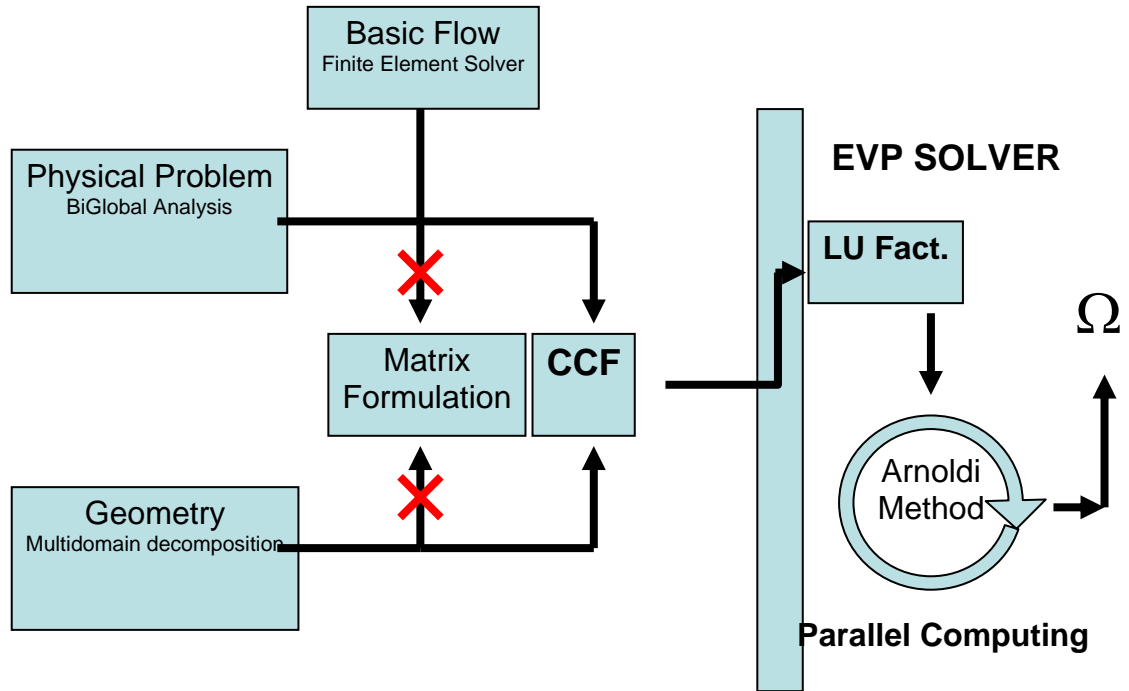 Basic Flow
Finite Element Solver
Physical Problem
BiGlobal Analysis
EVP SOLVER
LU Fact.
Ω
Matrix
Formulation
CCF
Arnoldi
Method
Geometry
Multidomain decomposition
Parallel Computing